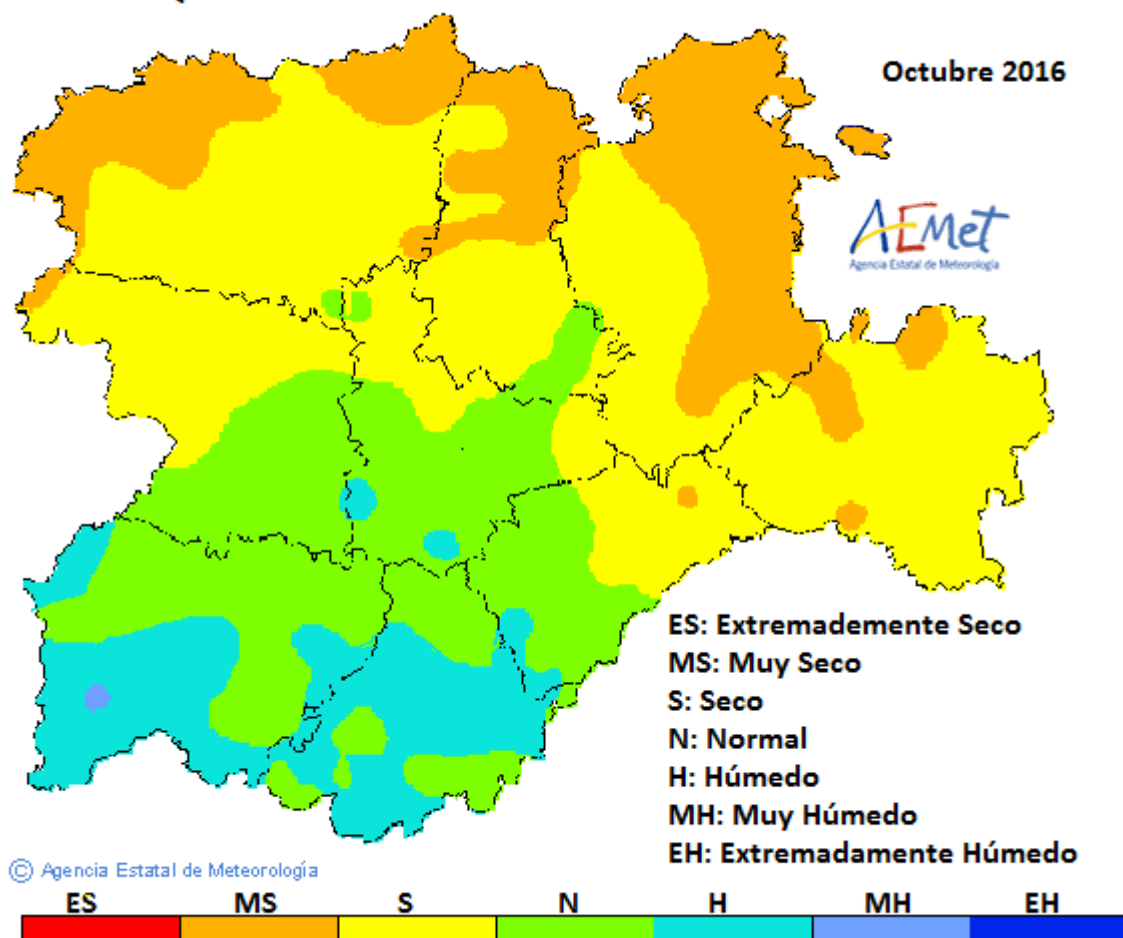 Octubre 2016
AEMet
Agencia Estatal de Meteorología
ES: Extremademente Seco
MS: Muy Seco
S: Seco
N: Normal
H: Húmedo
MH: Muy Húmedo
EH: Extremadamente Húmedo
© Agencia Estatal de Meteorología
ES MS S N H MH EH